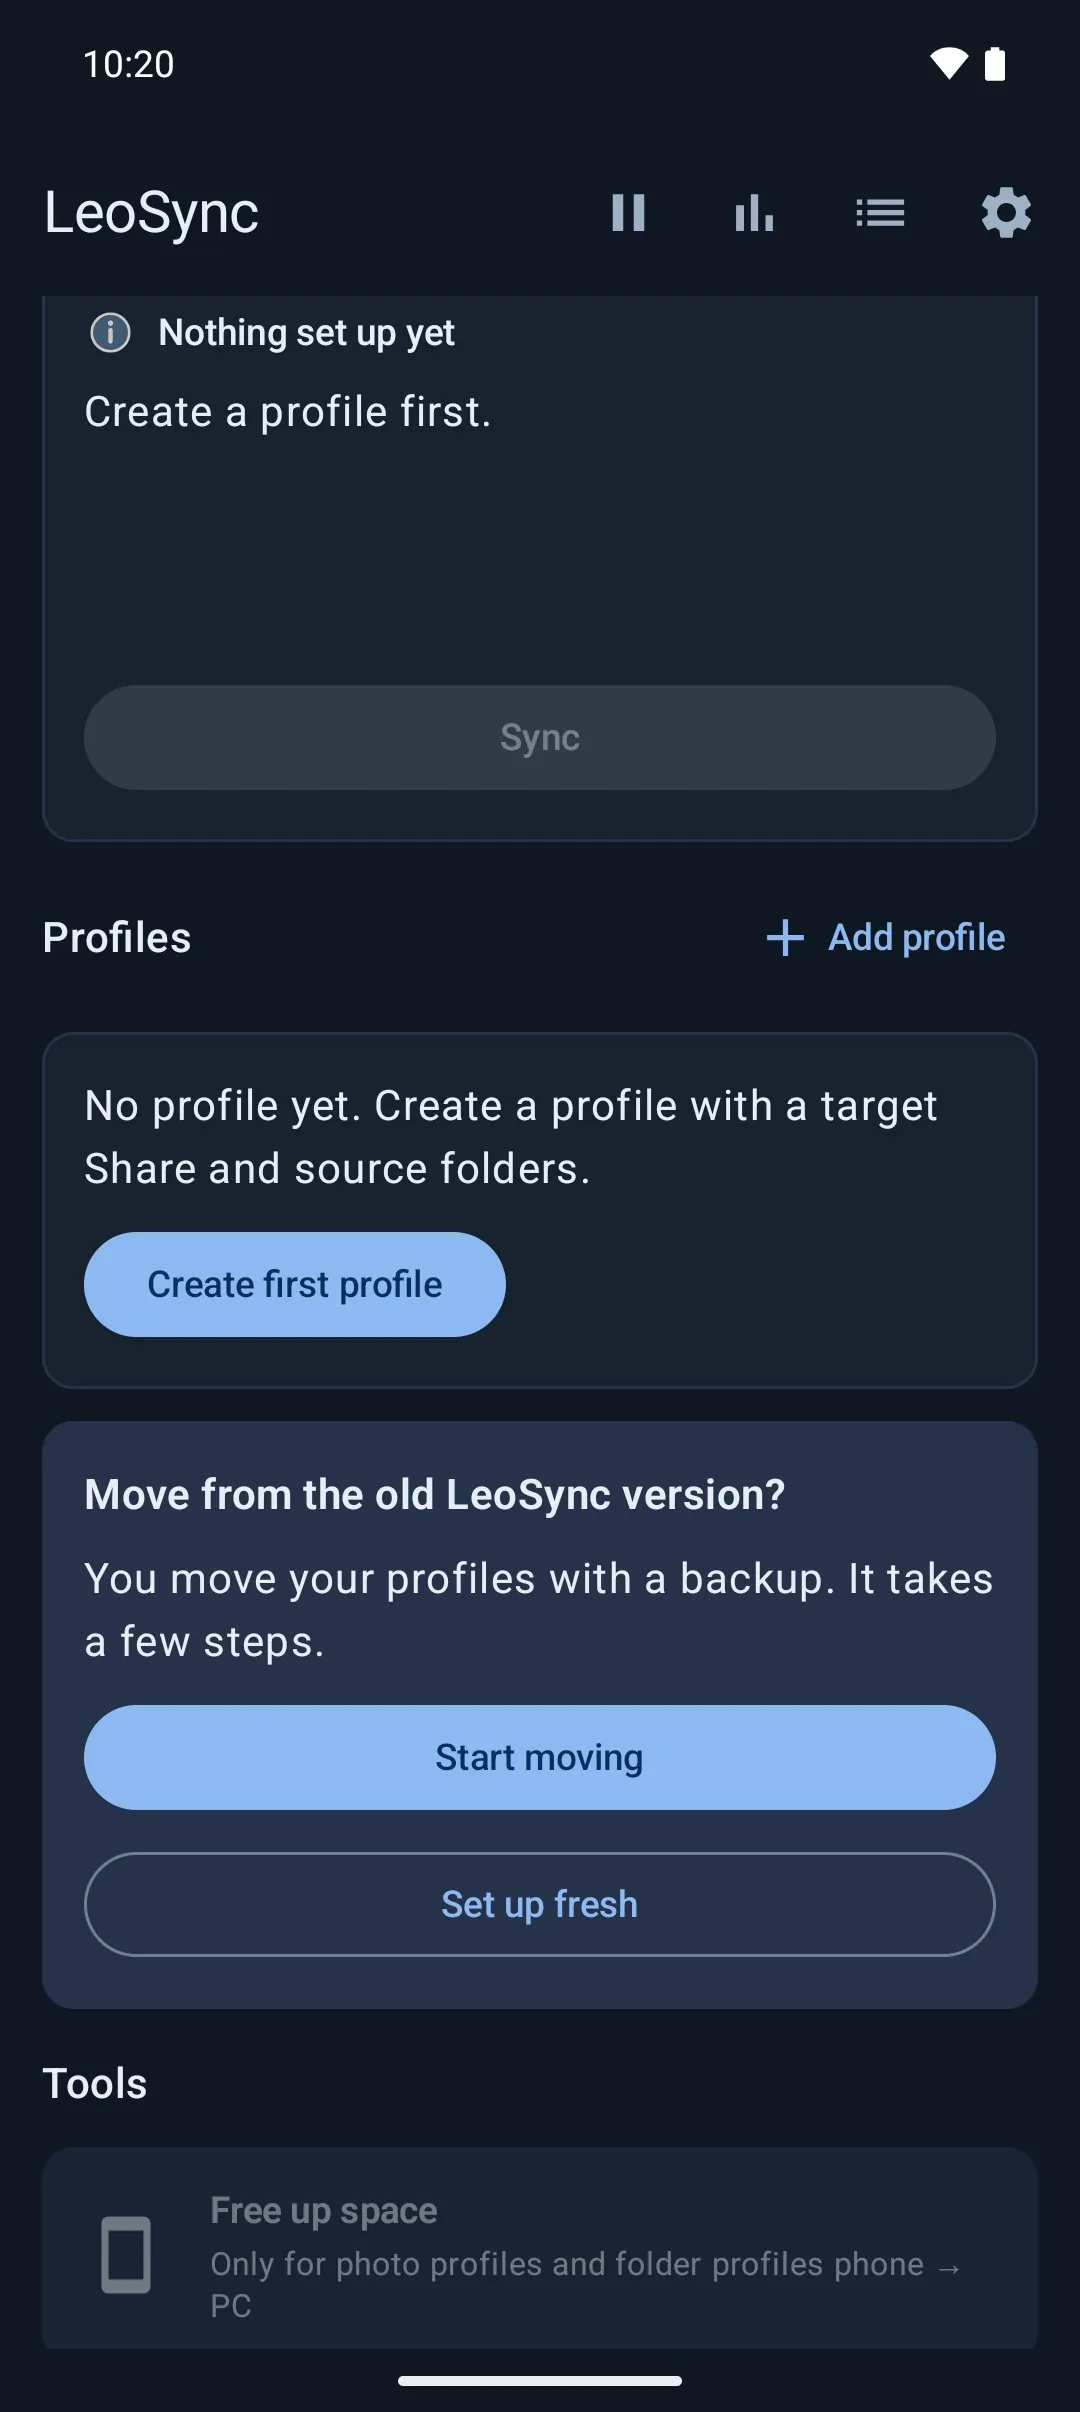 10:20
LeoSync
Nothing set up yet
Create a profile first.
Sync
Profiles
Add profile
No profile yet. Create a profile with a target
Share and source folders.
Create first profile
Move from the old LeoSync version?
You move your profiles with a backup. It takes
a few steps.
Start moving
Set up fresh
Tools
Free up space
Only for photo profiles and folder profiles phone →
PC